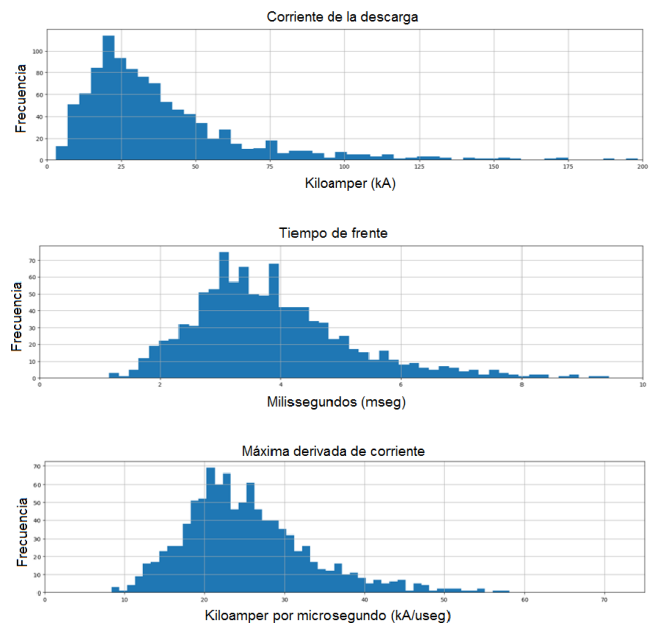 Corriente de la descarga
Frecuencia
100
80
60
40
20
0
0 25 50 75 100 125 150 175 200
Kiloamper (kA)
Tiempo de frente
Frecuencia
70
60
50
40
30
20
10
0
0 2 4 6 8 10
Milissegundos (mseg)
Máxima derivada de corriente
Frecuencia
70
60
50
40
30
20
10
0
0 10 20 30 40 50 60 70
Kiloamper por microsegundo (kA/useg)